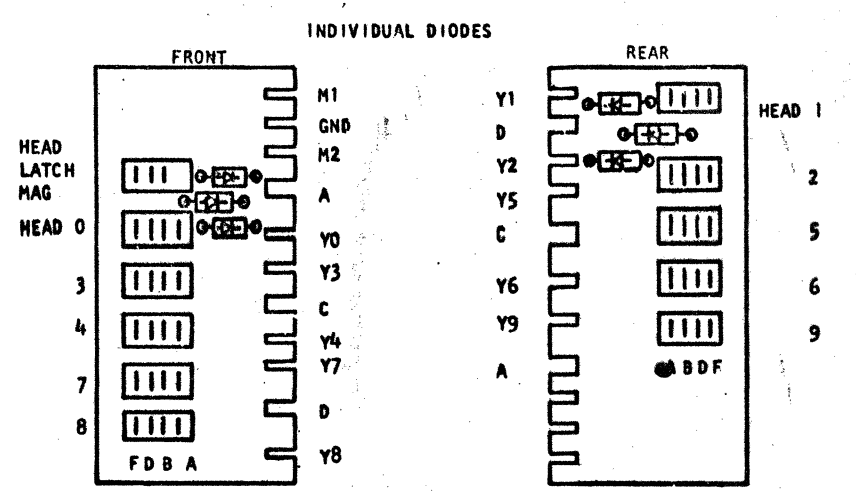 INDIVIDUAL DIODES
FRONT
HEAD
LATCH
MAG
HEAD 0
3
4
7
8
F D B A
M1
GND
M2
A
Y0
Y3
C
Y4
Y7
D
Y8
REAR
Y1
D
Y2
Y5
C
Y6
Y9
A
HEAD 1
2
5
6
9
A B D F